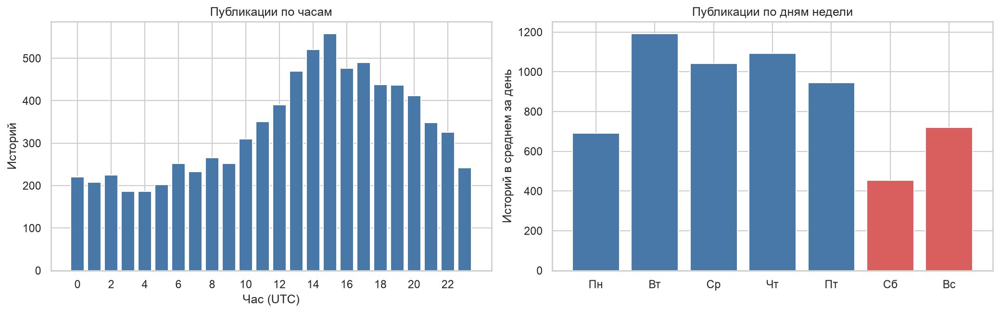 Публикации по часам
Историй
500
400
300
200
100
0
0 2 4 6 8 10 12 14 16 18 20 22
Час (UTC)
Публикации по дням недели
Историй в среднем за день
1200
1000
800
600
400
200
0
Пн Вт Ср Чт Пт Сб Вс